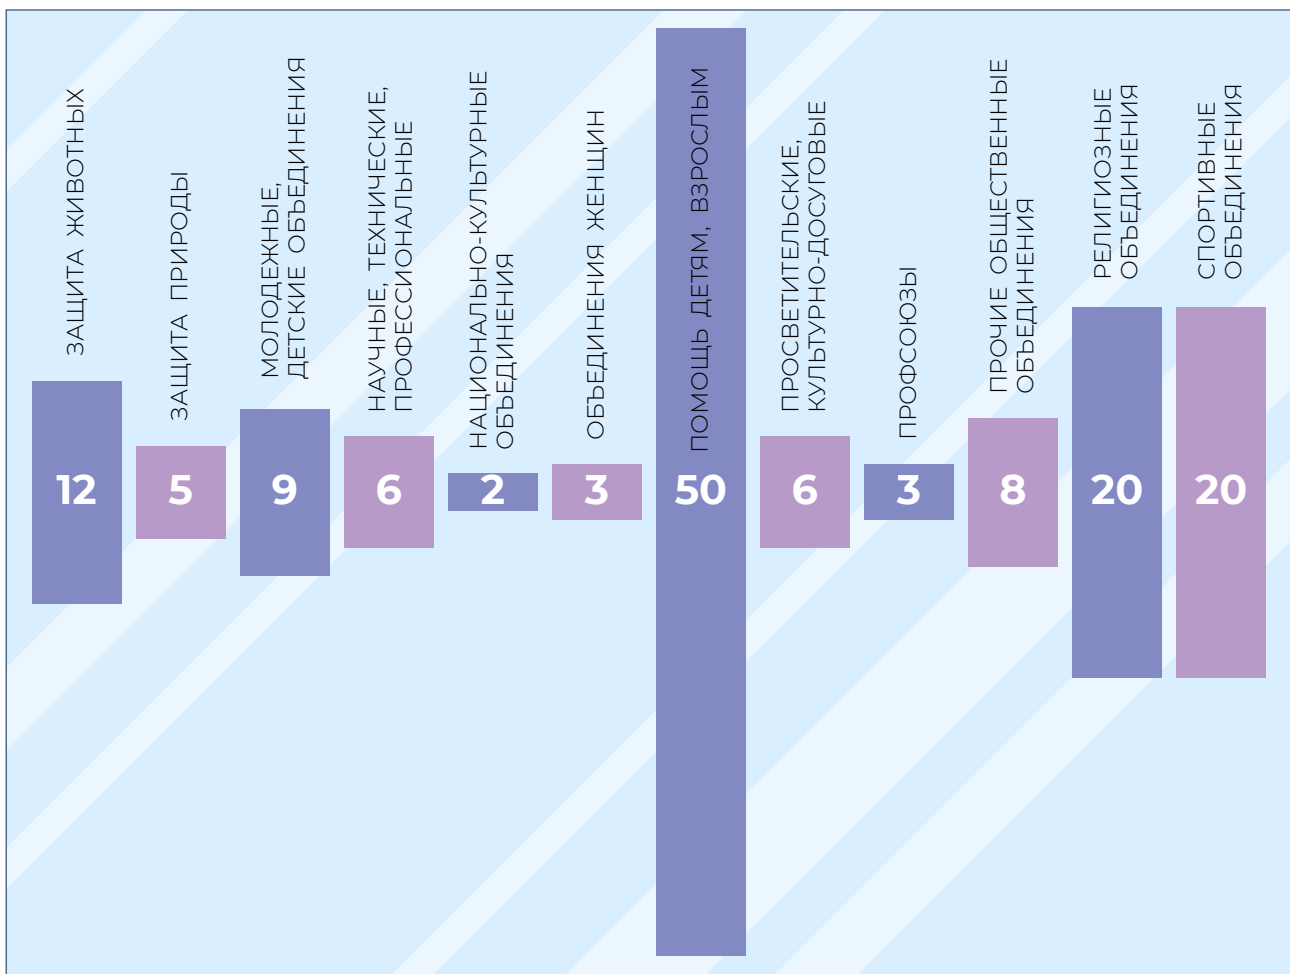 ЗАЩИТА ЖИВОТНЫХ
12
ЗАЩИТА ПРИРОДЫ
5
МОЛОДЕЖНЫЕ,
ДЕТСКИЕ ОБЪЕДИНЕНИЯ
9
НАУЧНЫЕ, ТЕХНИЧЕСКИЕ,
ПРОФЕССИОНАЛЬНЫЕ
6
НАЦИОНАЛЬНО-КУЛЬТУРНЫЕ
ОБЪЕДИНЕНИЯ
2
ОБЪЕДИНЕНИЯ ЖЕНЩИН
3
ПОМОЩЬ ДЕТЯМ, ВЗРОСЛЫМ
50
ПРОСВЕТИТЕЛЬСКИЕ,
КУЛЬТУРНО-ДОСУГОВЫЕ
6
ПРОФСОЮЗЫ
3
ПРОЧИЕ ОБЩЕСТВЕННЫЕ
ОБЪЕДИНЕНИЯ
8
РЕЛИГИОЗНЫЕ
ОБЪЕДИНЕНИЯ
20
СПОРТИВНЫЕ
ОБЪЕДИНЕНИЯ
20